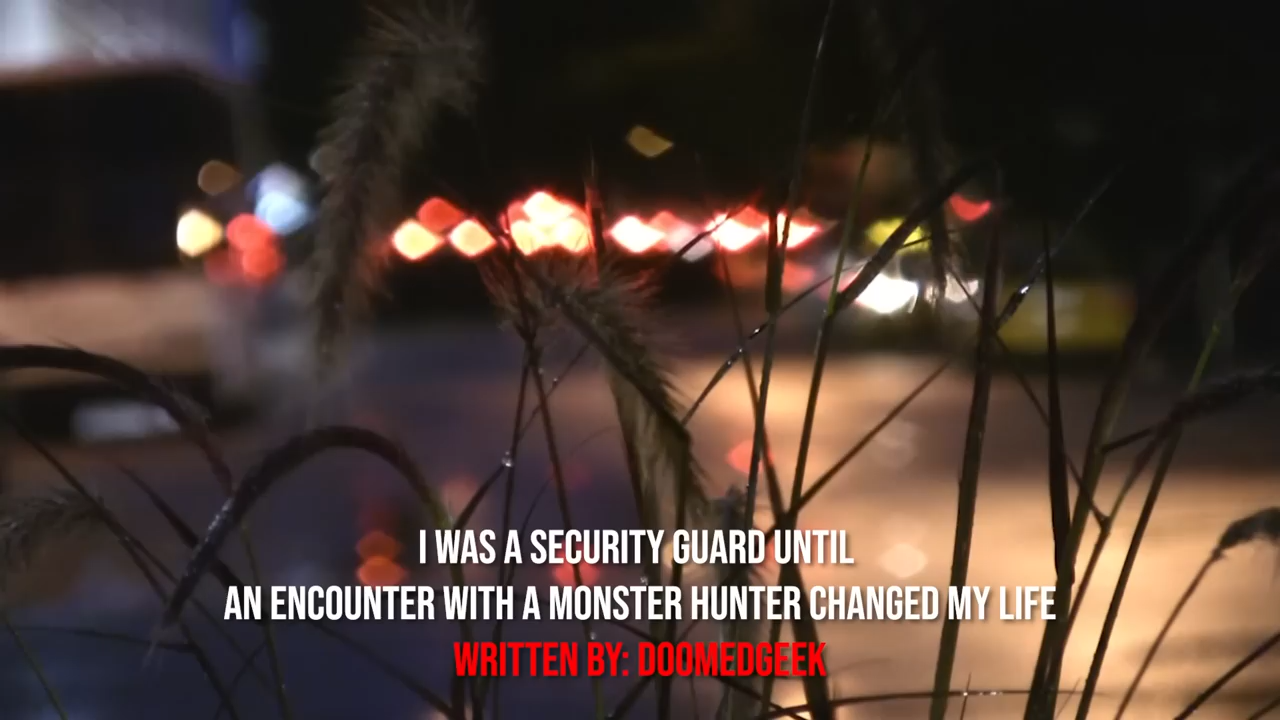 I WAS A SECURITY GUARD UNTIL
AN ENCOUNTER WITH A MONSTER HUNTER CHANGED MY LIFE
WRITTEN BY: DOOMEDGEEK